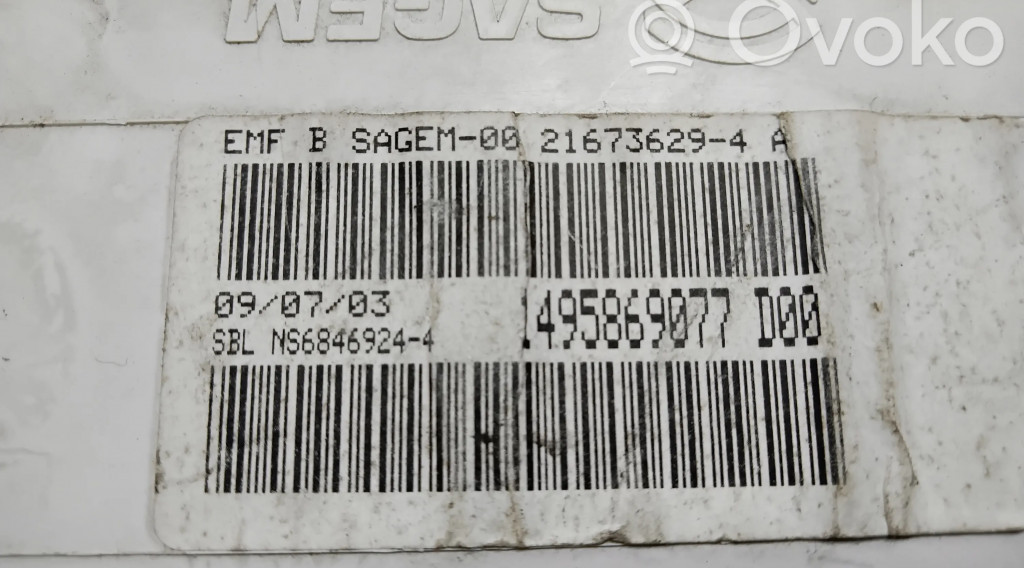 SAGEM
Ovoko
EMF B SAGEM-00 21673629-4 A
09/07/03
1495869077 D00
SBL NS6846924-4